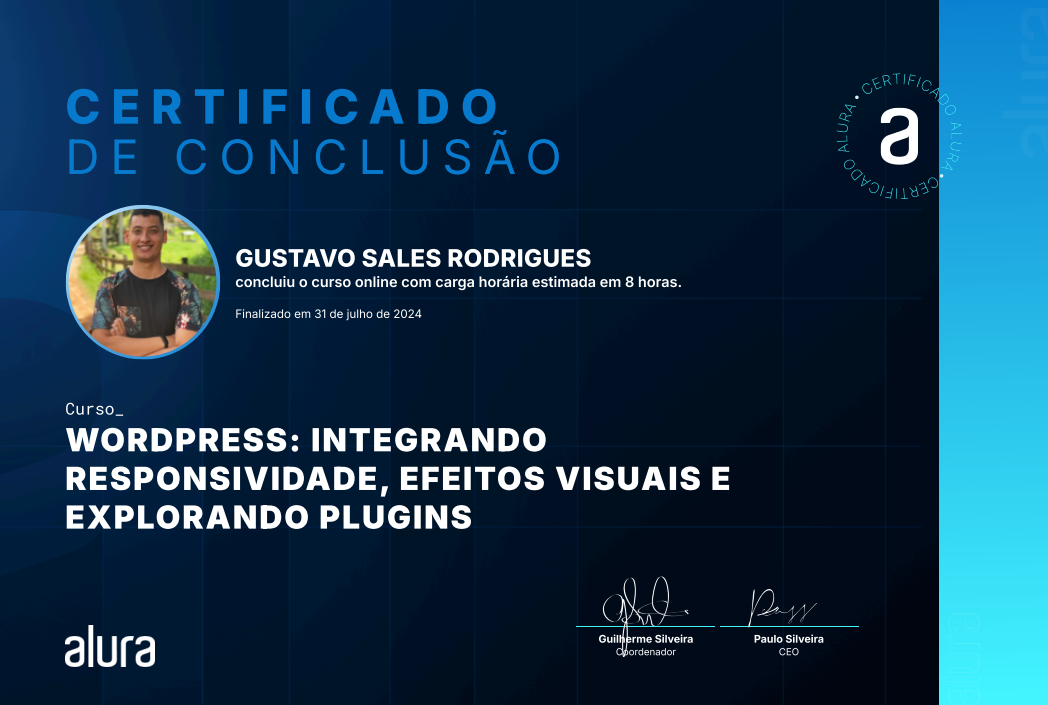 CERTIFICADO
DE CONCLUSÃO
• CERTIFICADO ALURA • CERTIFICADO ALURA
a
GUSTAVO SALES RODRIGUES
concluiu o curso online com carga horária estimada em 8 horas.
Finalizado em 31 de julho de 2024
Curso_
WORDPRESS: INTEGRANDO
RESPONSIVIDADE, EFEITOS VISUAIS E
EXPLORANDO PLUGINS
Guilherme Silveira
Coordenador
Paulo Silveira
CEO
alura
alura